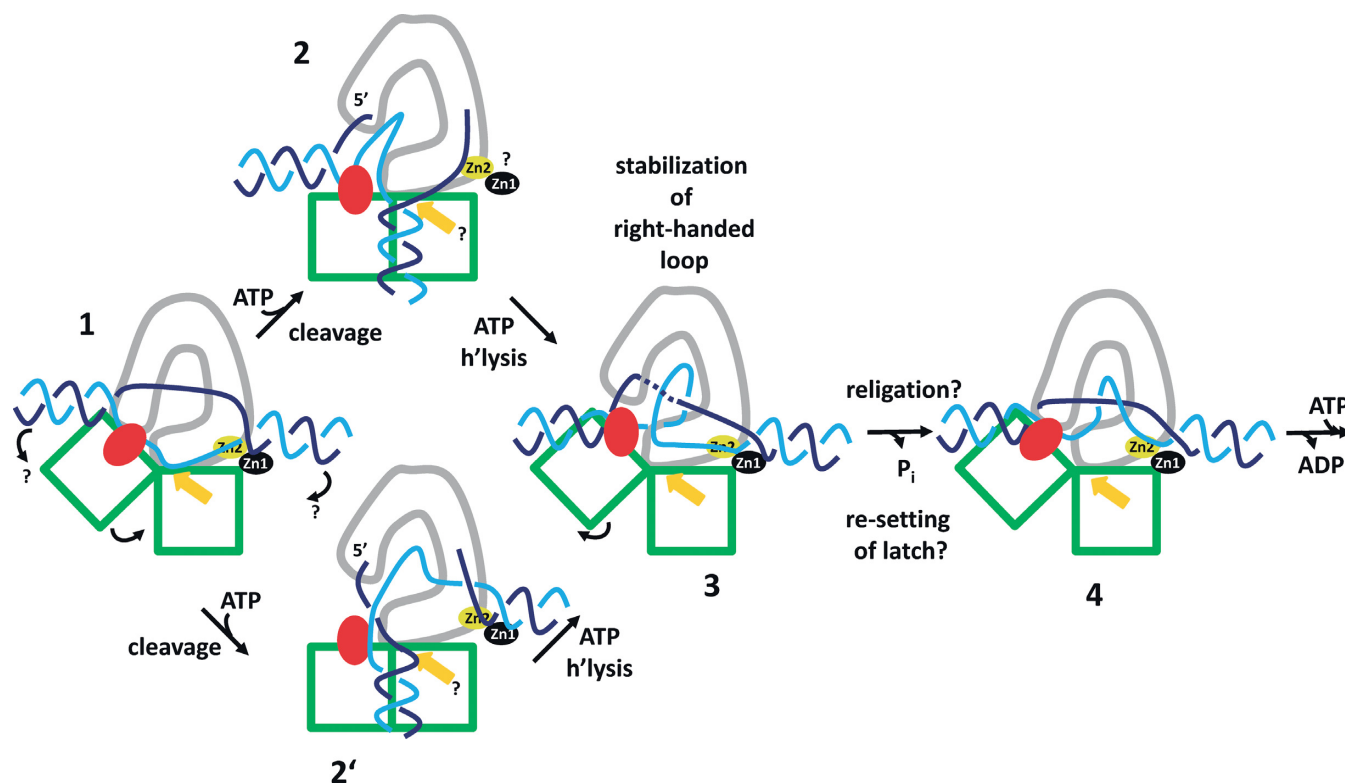 2
5’
Zn2
?
Zn1
?
stabilization
of
right-handed
loop
ATP
cleavage
ATP
h’lysis
1
?
Zn2
Zn1
?
Zn2
Zn1
3
religation?
Pi
re-setting
of latch?
Zn2
Zn1
4
ATP
ADP
ATP
cleavage
5’
Zn2
Zn1
?
ATP
h’lysis
2‘